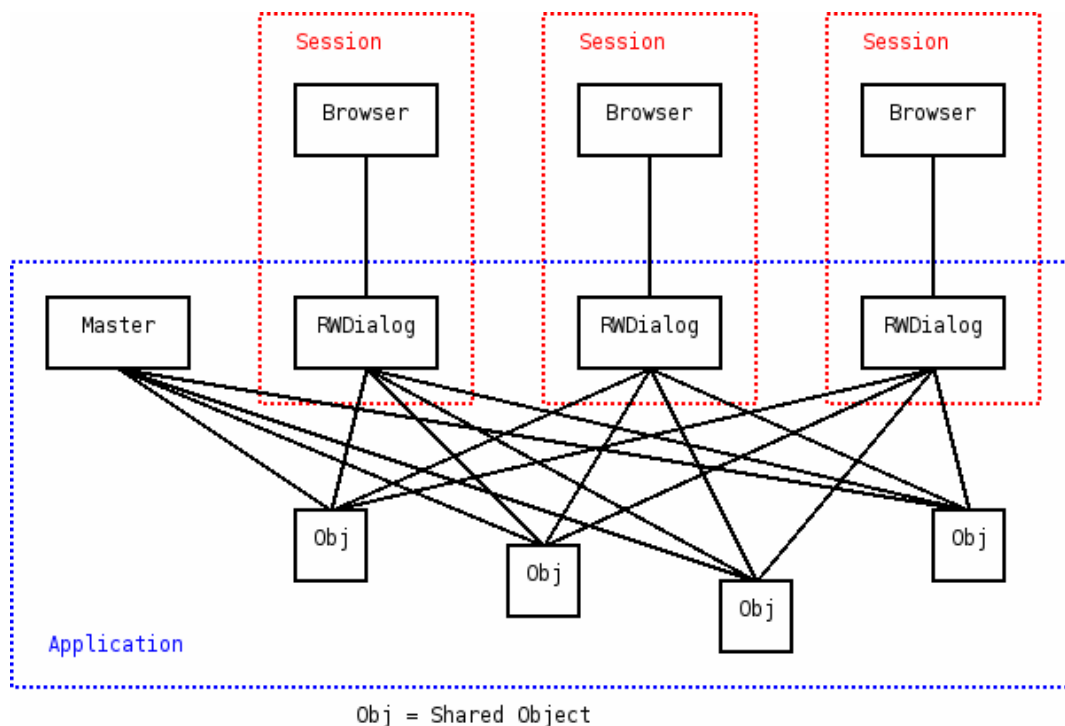 Session
Session
Session
Browser
Browser
Browser
Master
RWDialog
RWDialog
RWDialog
Obj
Obj
Obj
Obj
Application
Obj = Shared Object